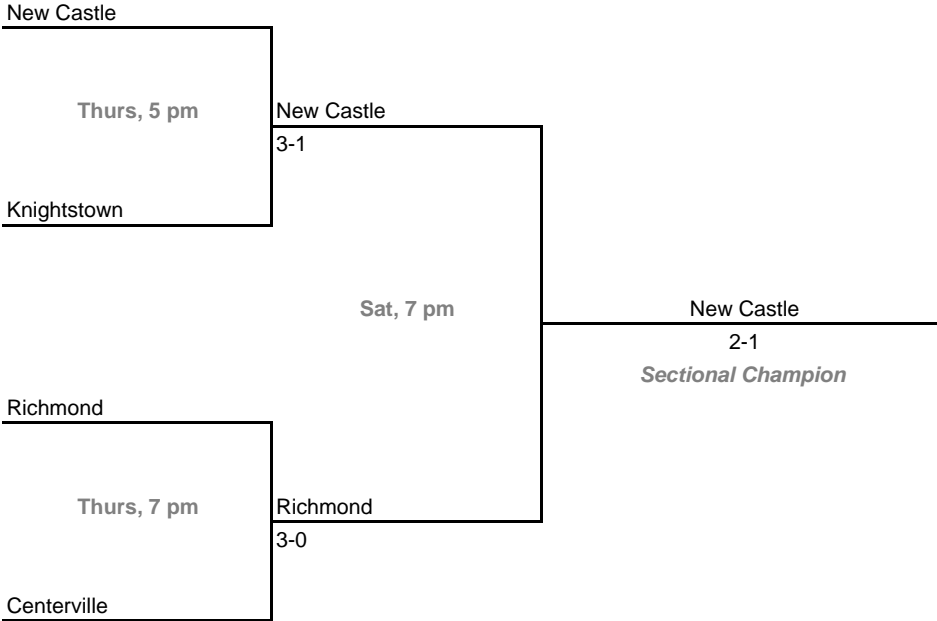 New Castle
Thurs, 5 pm
New Castle
3-1
Knightstown
Sat, 7 pm
New Castle
2-1
Sectional Champion
Richmond
Thurs, 7 pm
Richmond
3-0
Centerville